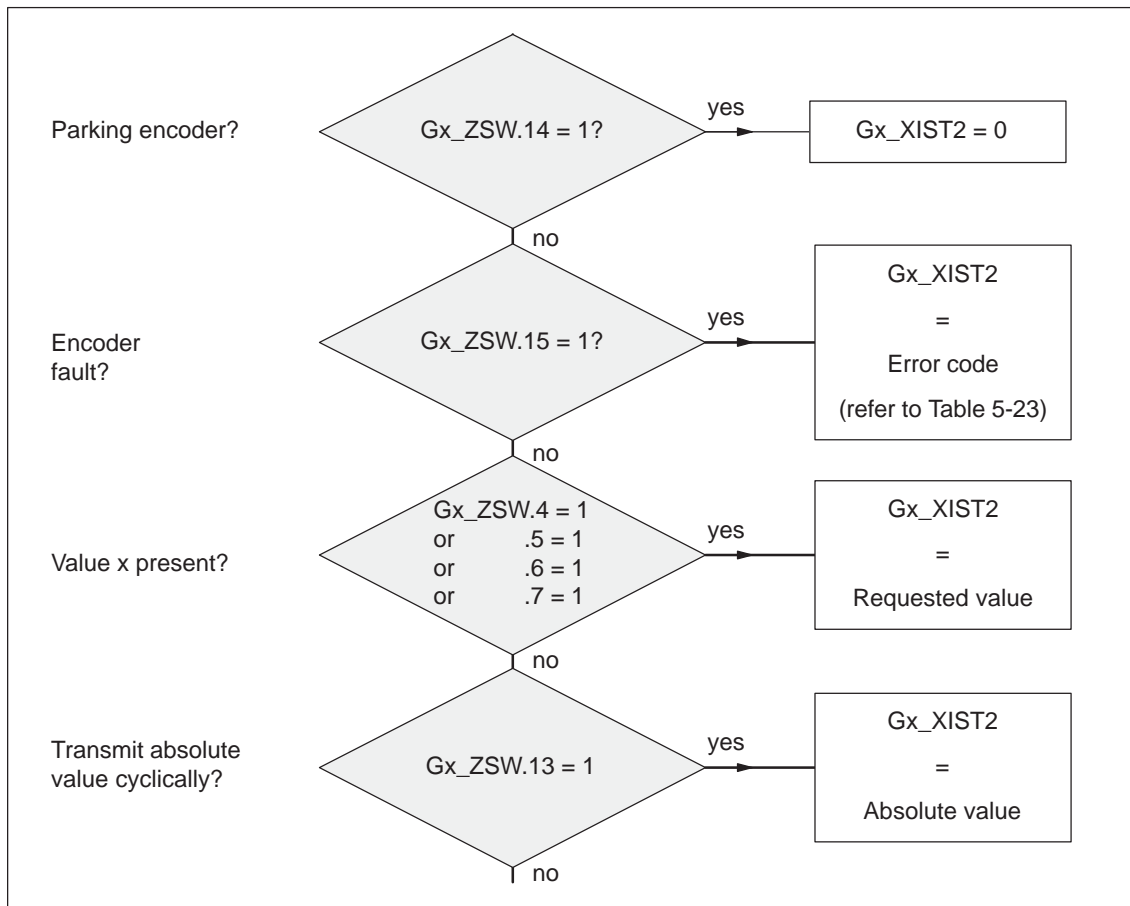 Parking encoder?
Gx_ZSW.14 = 1?
yes
Gx_XIST2 = 0
no
Encoder
fault?
Gx_ZSW.15 = 1?
yes
Gx_XIST2
=
Error code
(refer to Table 5-23)
no
Value x present?
Gx_ZSW.4 = 1
or .5 = 1
or .6 = 1
or .7 = 1
yes
Gx_XIST2
=
Requested value
no
Transmit absolute
value cyclically?
Gx_ZSW.13 = 1
yes
Gx_XIST2
=
Absolute value
no